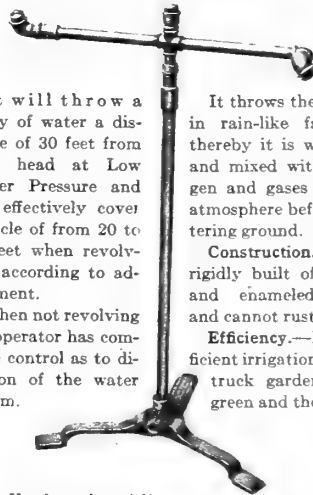 t will throw a
y of water a dis-
e of 30 feet from
head at Low
er Pressure and
effectively cover
cle of from 20 to
eet when revolv-
according to ad-
ment.
hen not revolving
operator has com-
e control as to di-
on of the water
m.
It throws the
in rain-like fa
thereby it is w
and mixed wit
gen and gases
atmosphere bef
tering ground.
Construction.
rigidly built of
and enameled
and cannot rust
Efficiency.—
ficient irrigation
truck garden
green and the